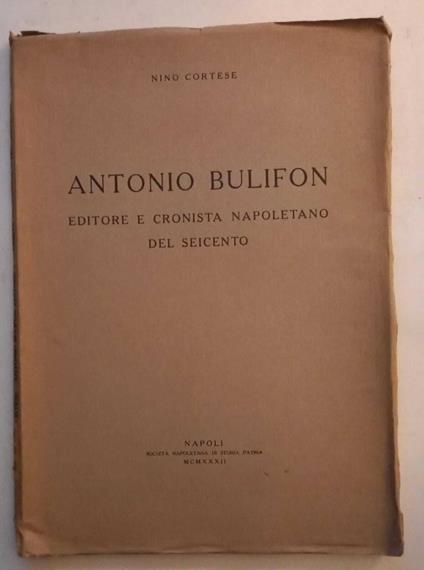 NINO CORTESE
ANTONIO BULIFON
EDITORE E CRONISTA NAPOLETANO
DEL SEICENTO
NAPOLI
SOCIETÀ NAPOLETANA DI STORIA PATRIA
MCMXXXII